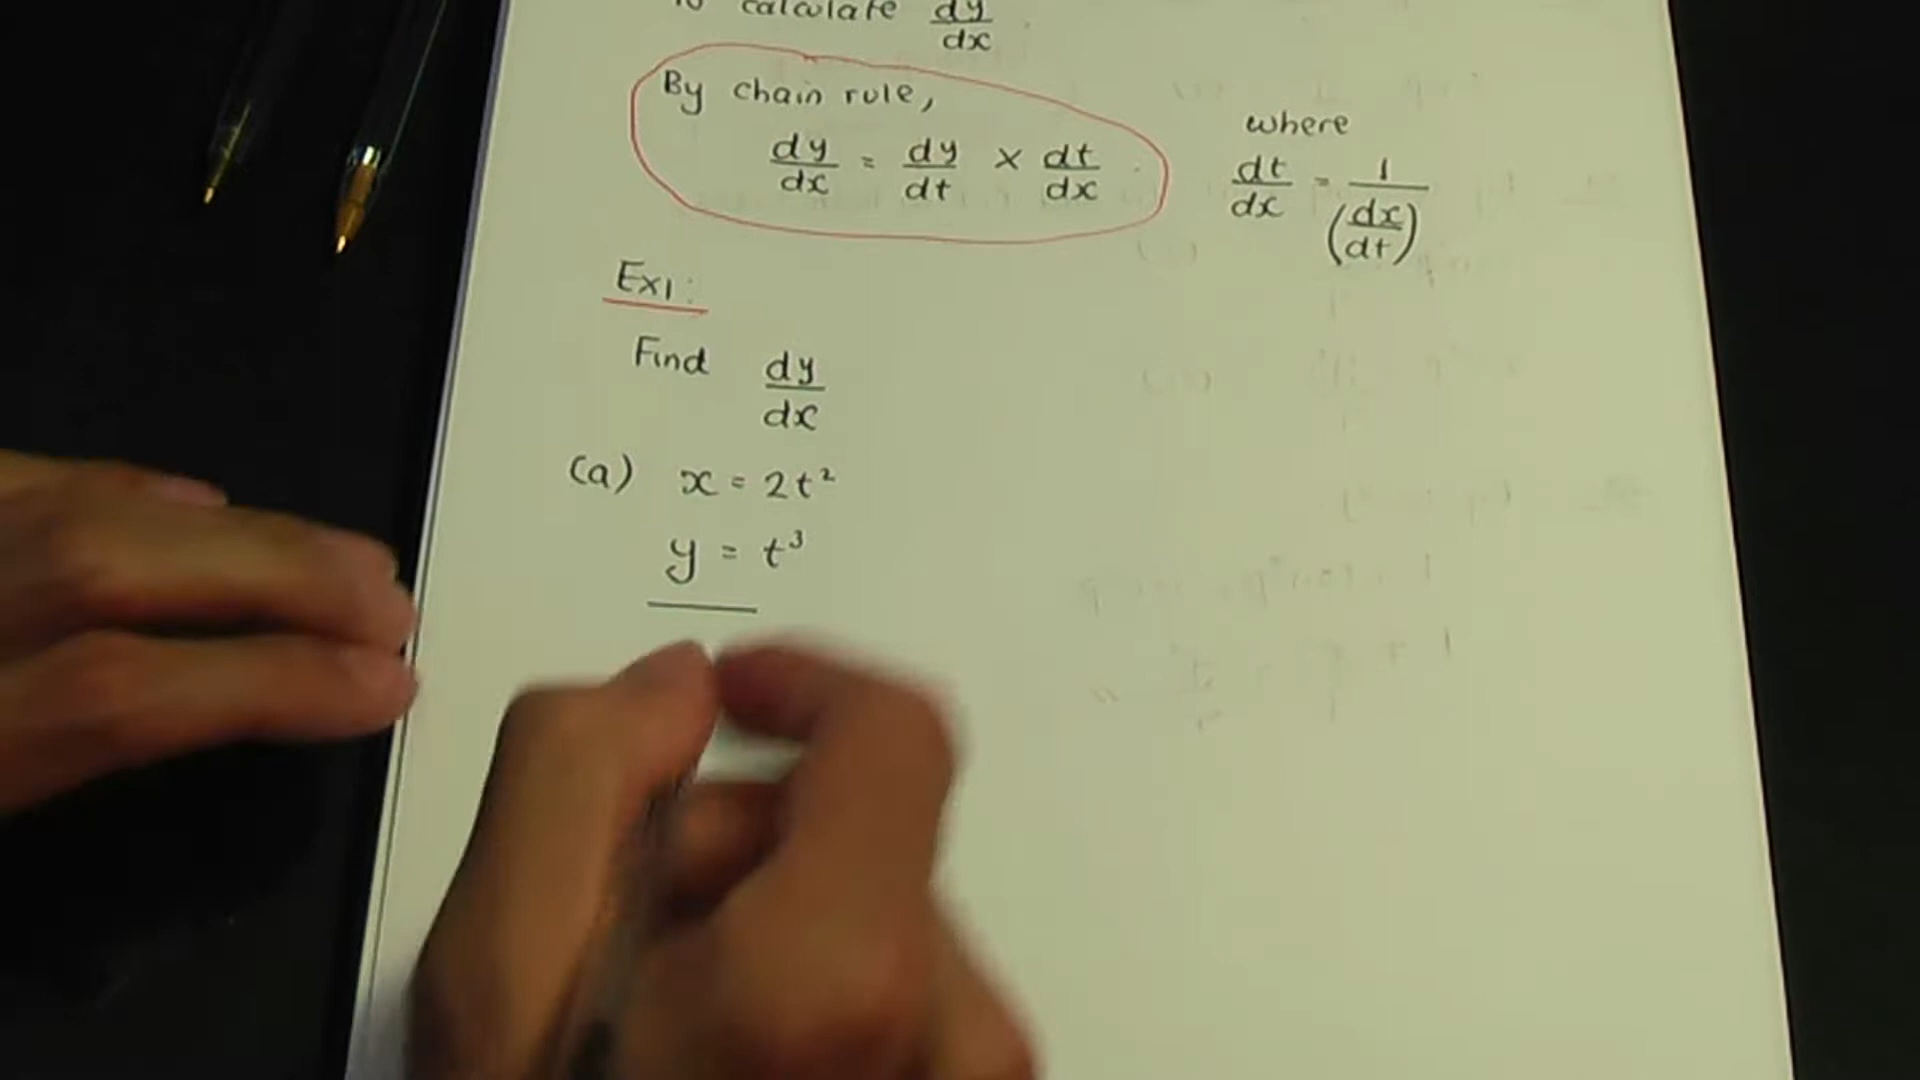 to calculate dy/dx
By chain rule,
dy/dx = dy/dt × dt/dx
where
dt/dx = 1/(dx/dt)
Ex1:
Find dy/dx
(a) x = 2t²
y = t³